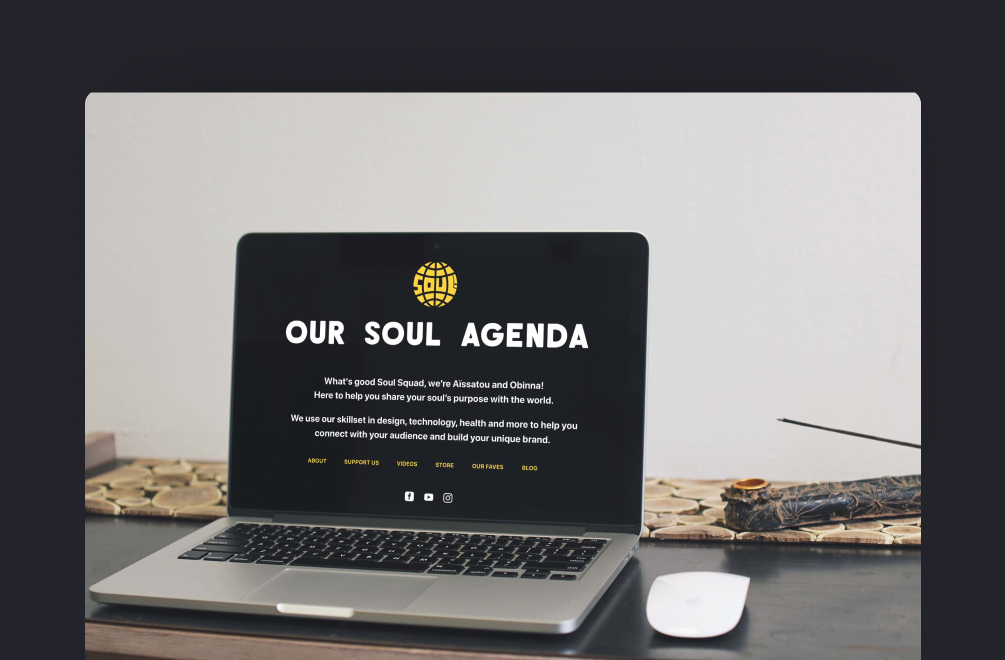 SOUL
OUR SOUL AGENDA
What's good Soul Squad, we're Aïssatou and Obinna!
Here to help you share your soul's purpose with the world.
We use our skillset in design, technology, health and more to help you
connect with your audience and build your unique brand.
ABOUT SUPPORT US VIDEOS STORE OUR FAVES BLOG